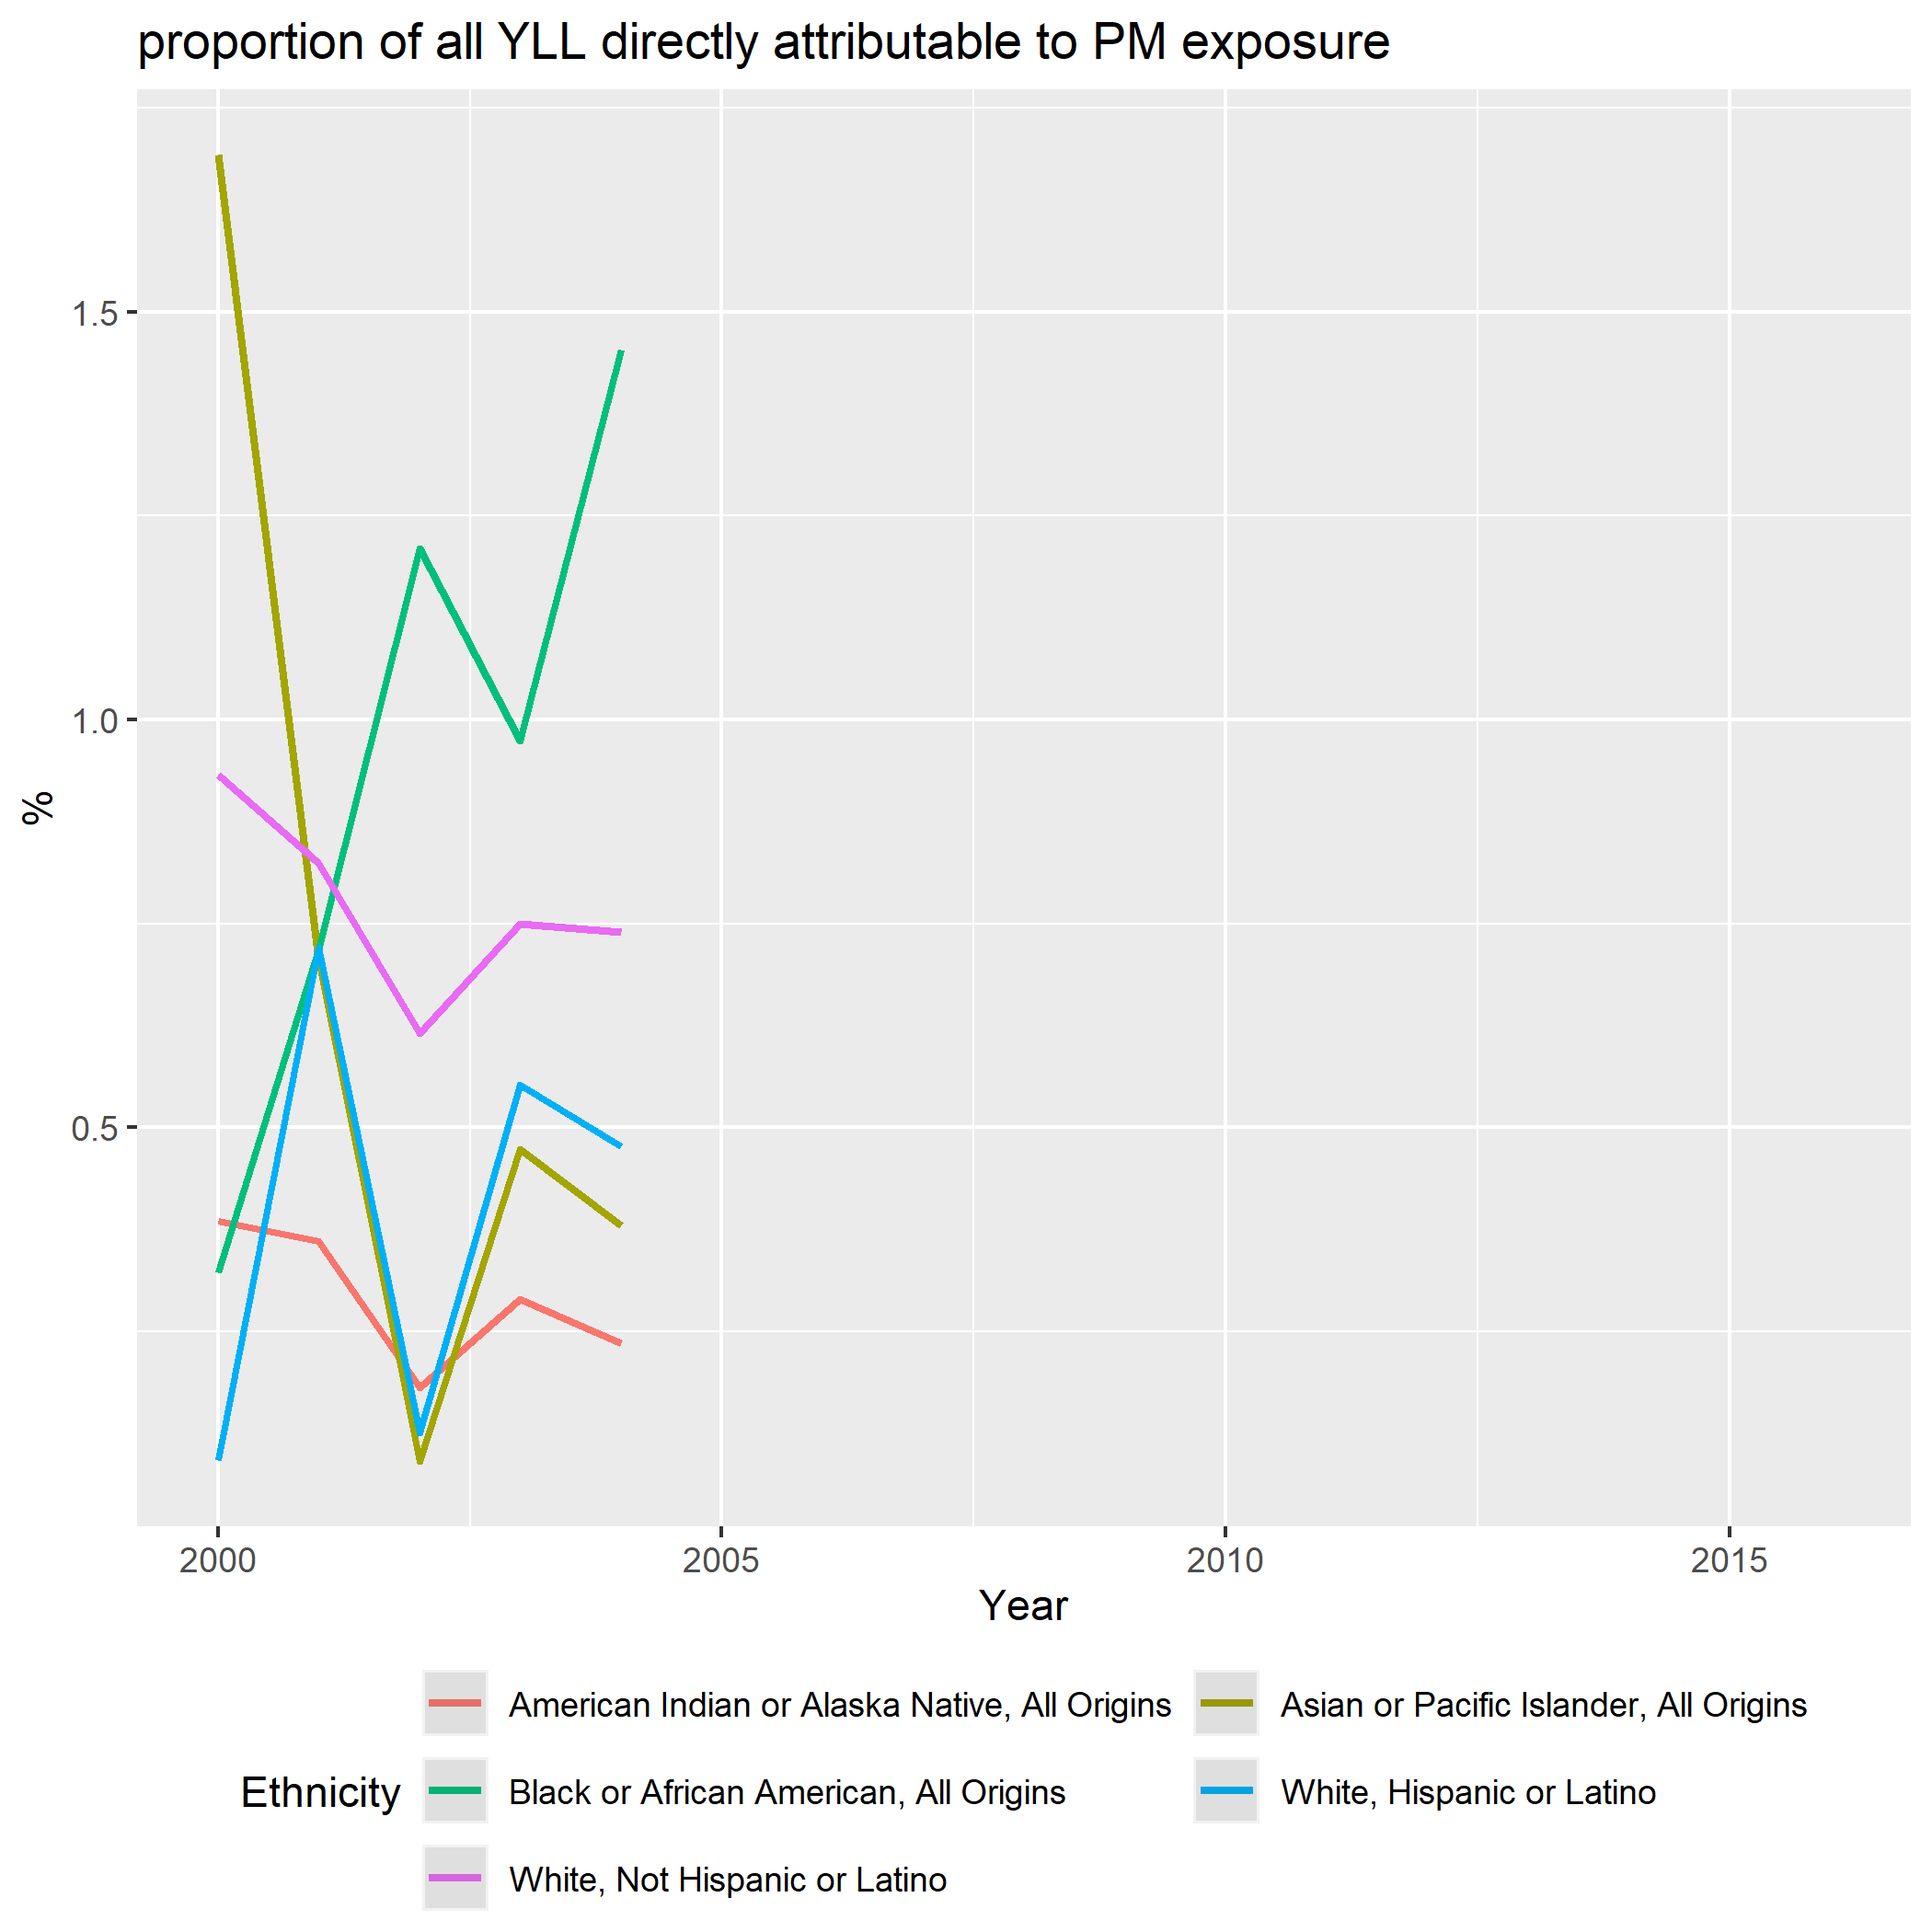 proportion of all YLL directly attributable to PM exposure
1.5
1.0
0.5
%
2000 2005 2010 2015
Year
Ethnicity
American Indian or Alaska Native, All Origins
Asian or Pacific Islander, All Origins
Black or African American, All Origins
White, Hispanic or Latino
White, Not Hispanic or Latino